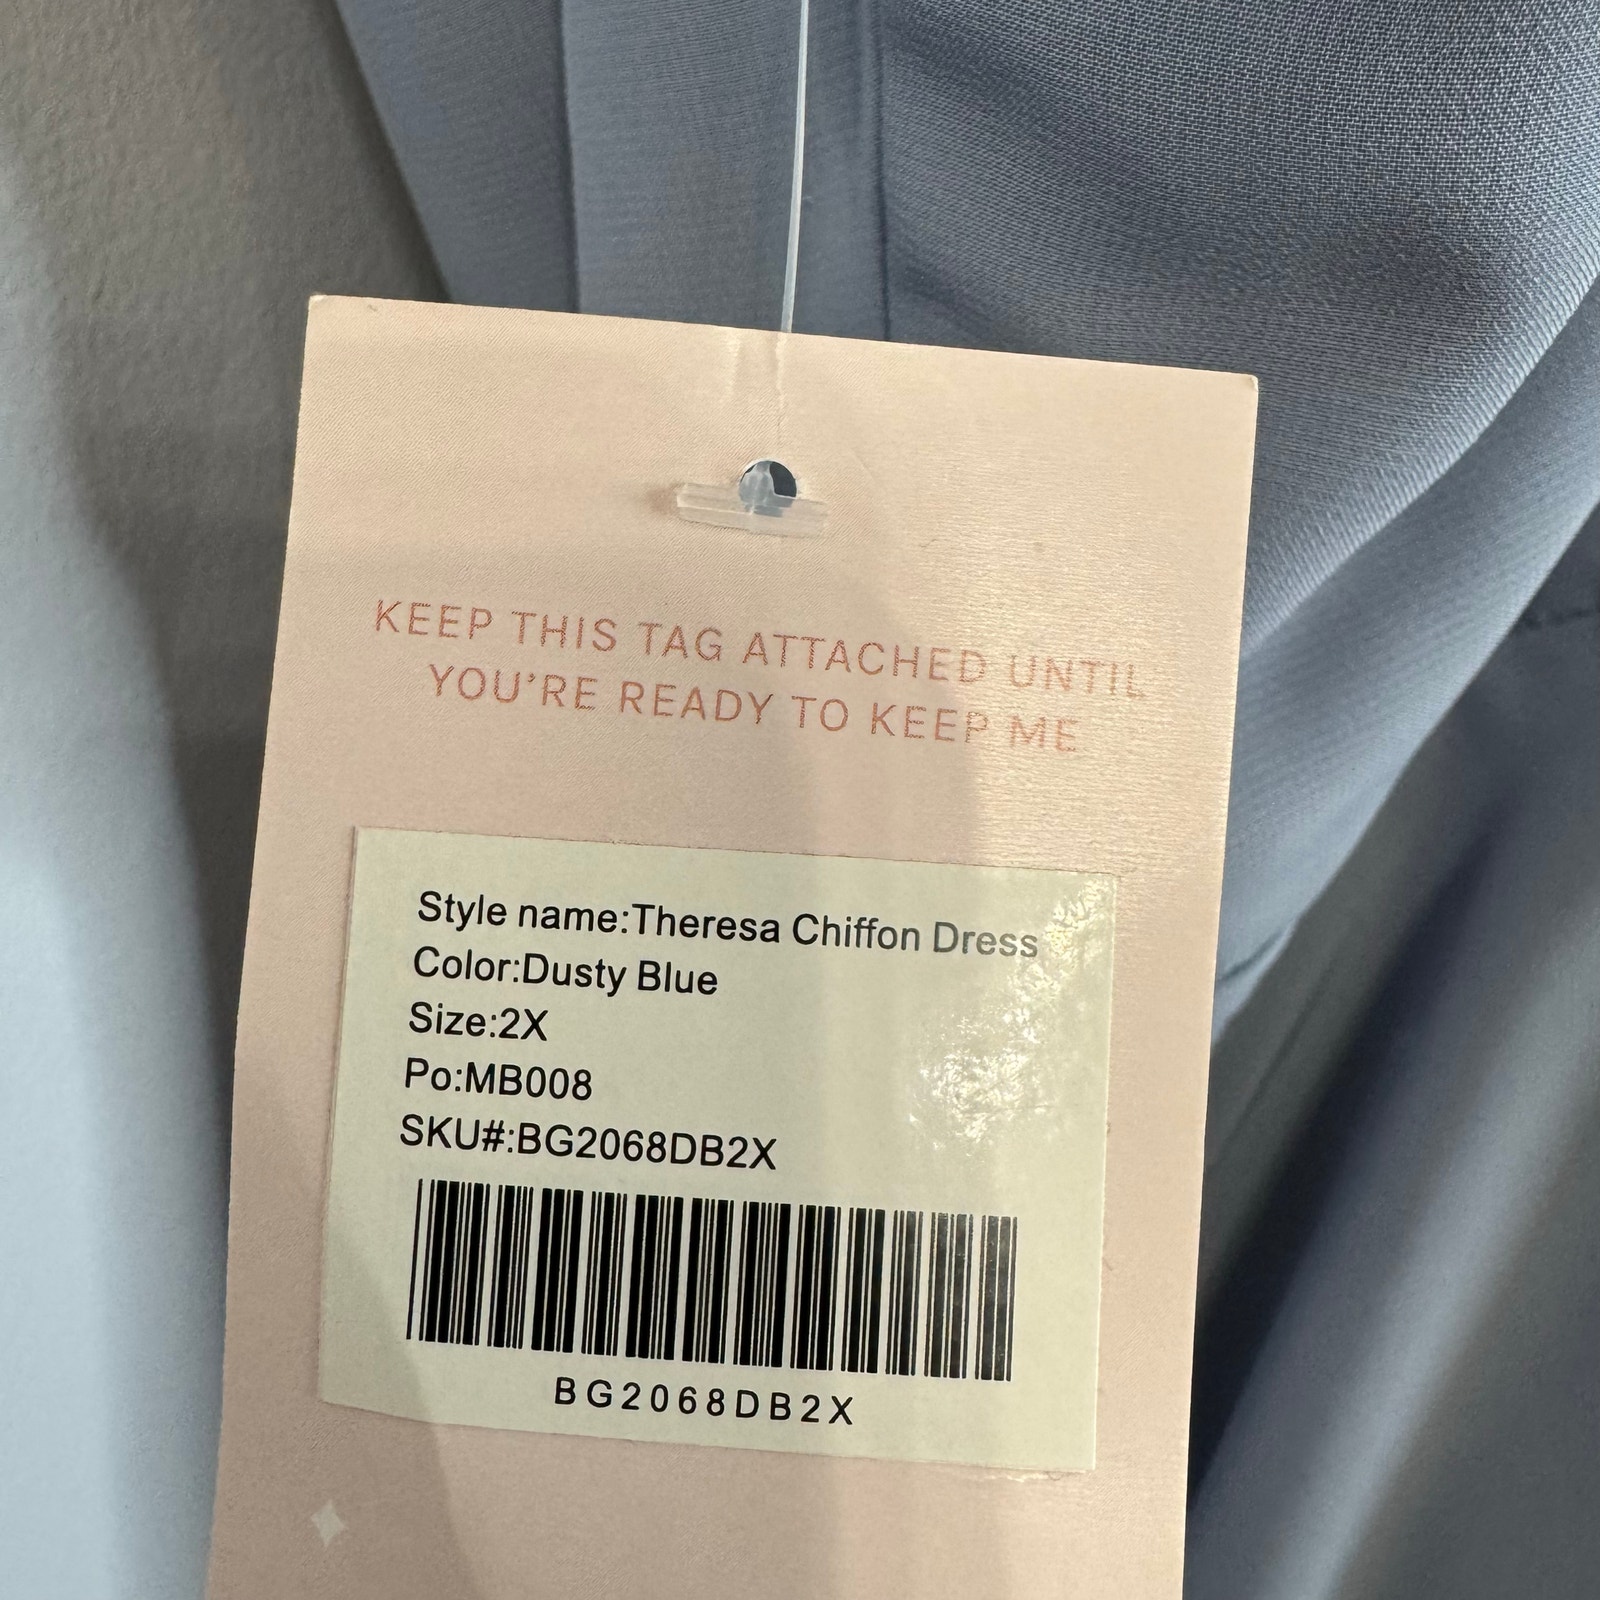 KEEP THIS TAG ATTACHED UNTIL
YOU'RE READY TO KEEP ME
Style name:Theresa Chiffon Dress
Color:Dusty Blue
Size:2X
Po:MB008
SKU#:BG2068DB2X
BG2068DB2X